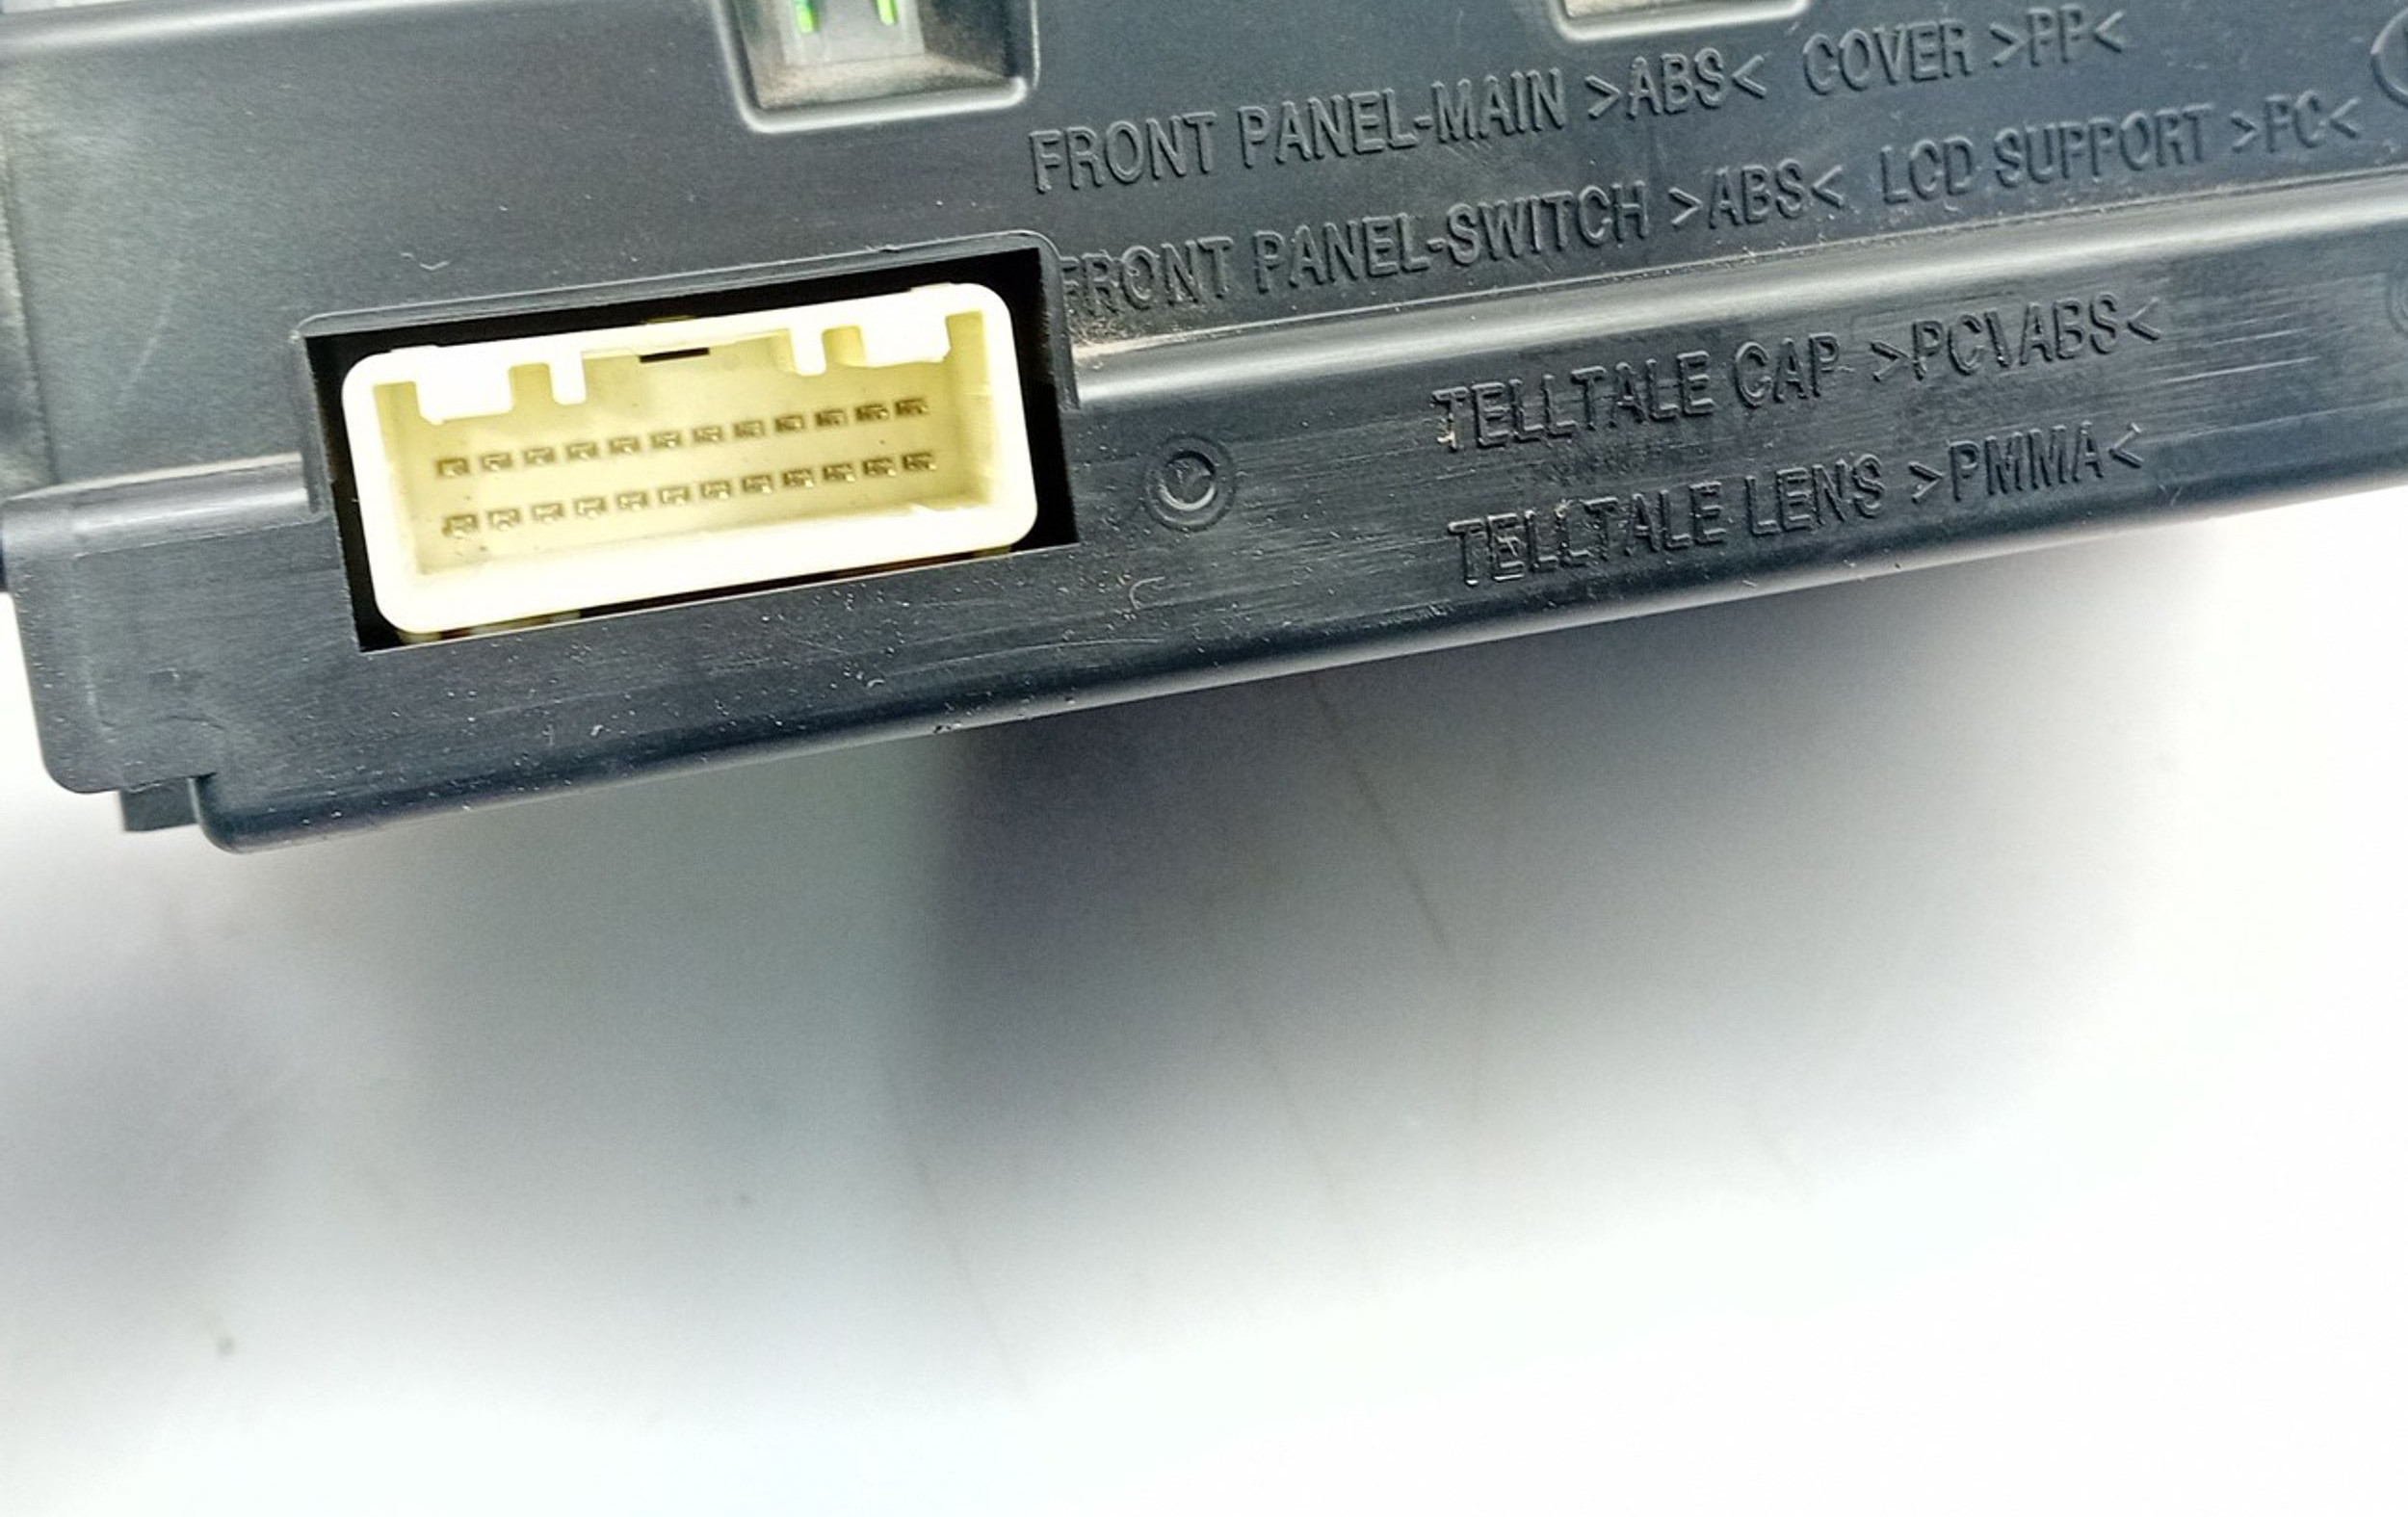 FRONT PANEL-MAIN >ABS< COVER >PP<
FRONT PANEL-SWITCH >ABS< LCD SUPPORT >PC<
TELLTALE CAP >PC\ABS<
TELLTALE LENS >PMMA<